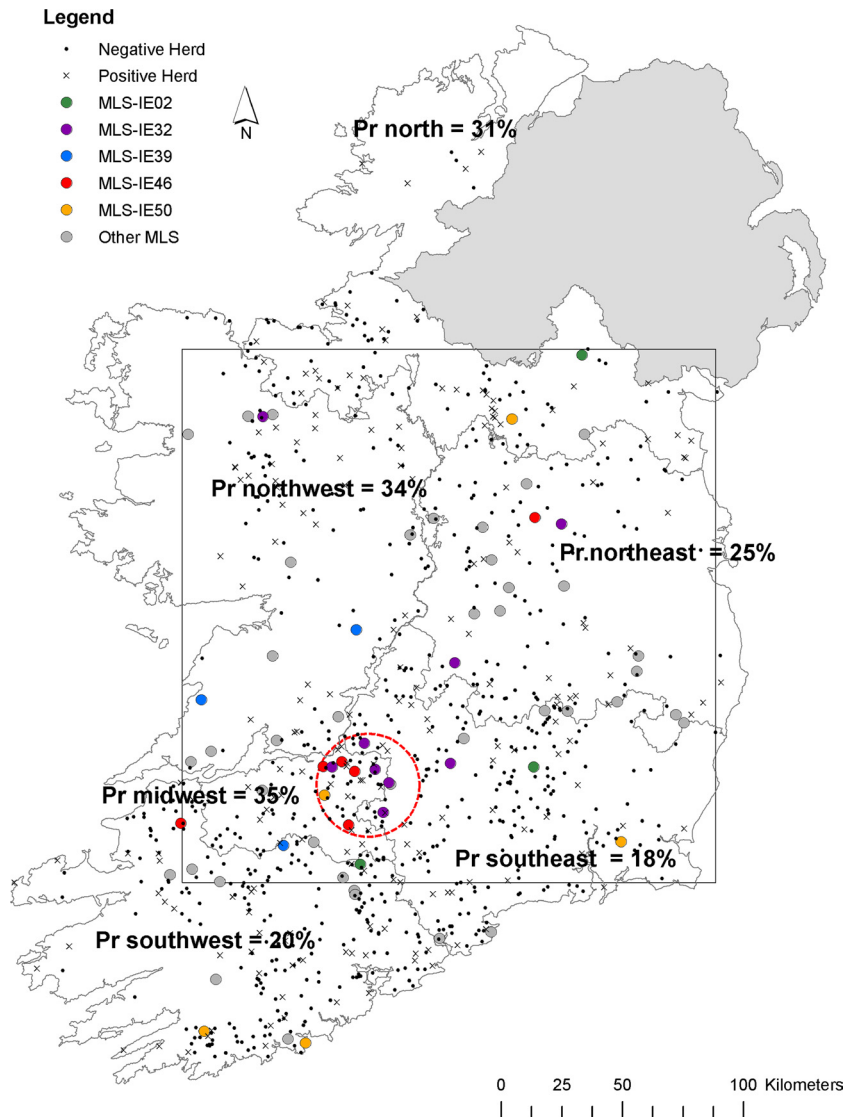 Legend
Negative Herd
Positive Herd
MLS-IE02
MLS-IE32
MLS-IE39
MLS-IE46
MLS-IE50
Other MLS
N
Pr north = 31%
Pr northwest = 34%
Pr northeast = 25%
Pr midwest = 35%
Pr southeast = 18%
Pr southwest = 20%
0 25 50 100 Kilometers